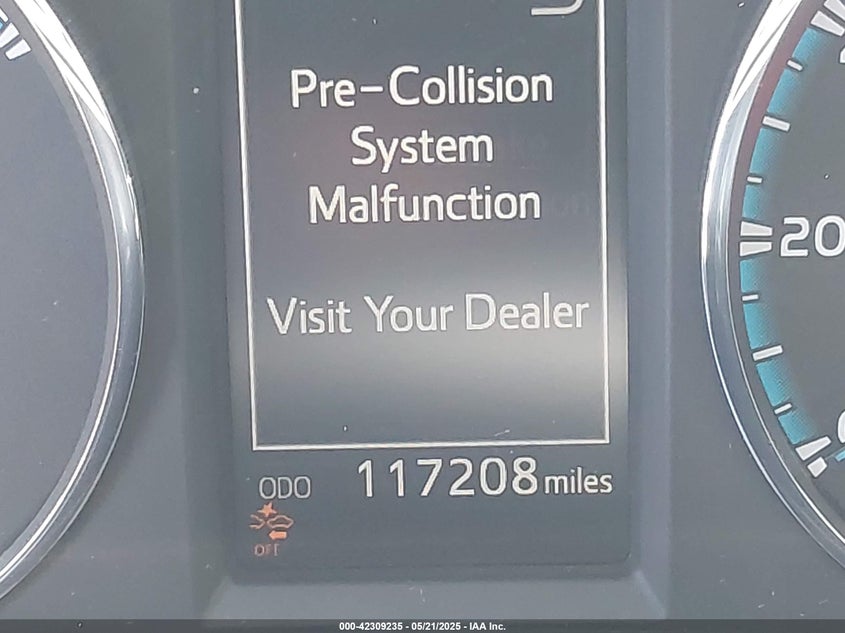 Pre-Collision
System
Malfunction
Visit Your Dealer
20
ODO 117208 miles
OFF
000-42309235 - 05/21/2025 - IAA Inc.